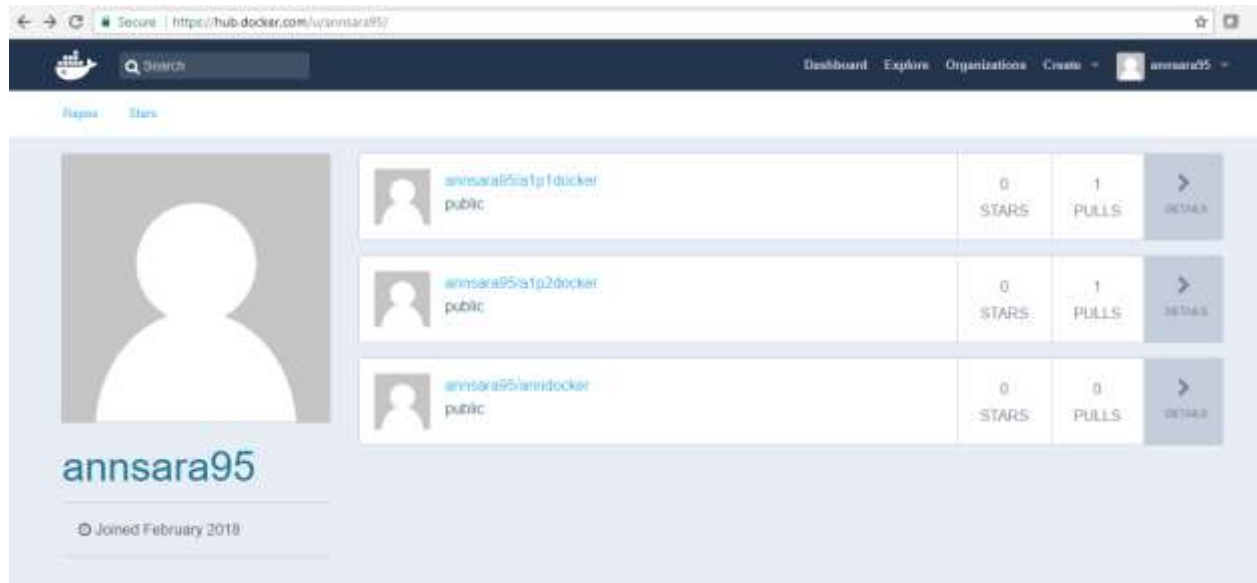 Secure | https://hub.docker.com/u/annsara95/
Search
Dashboard Explore Organizations Create annsara95
Repos Stars
annsara95/a1p1docker
public
0
STARS
1
PULLS
DETAILS
annsara95/a1p2docker
public
0
STARS
1
PULLS
DETAILS
annsara95/anndocker
public
0
STARS
0
PULLS
DETAILS
annsara95
Joined February 2018